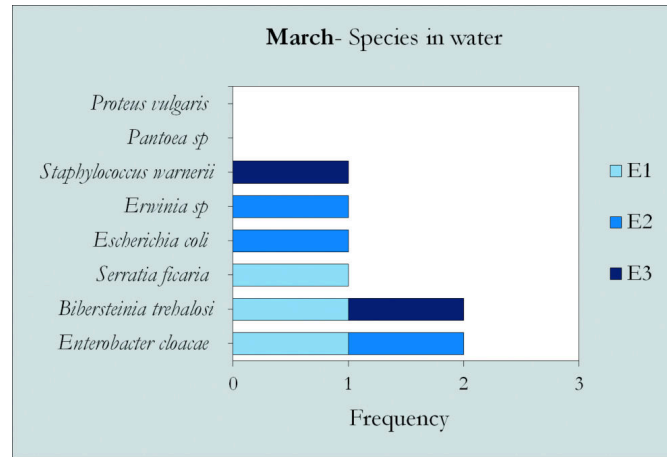 March- Species in water
Proteus vulgaris
Pantoea sp
Staphylococcus warnerii
Erwinia sp
Escherichia coli
Serratia ficaria
Bibersteinia trehalosi
Enterobacter cloacae
0 1 2 3
Frequency
E1
E2
E3